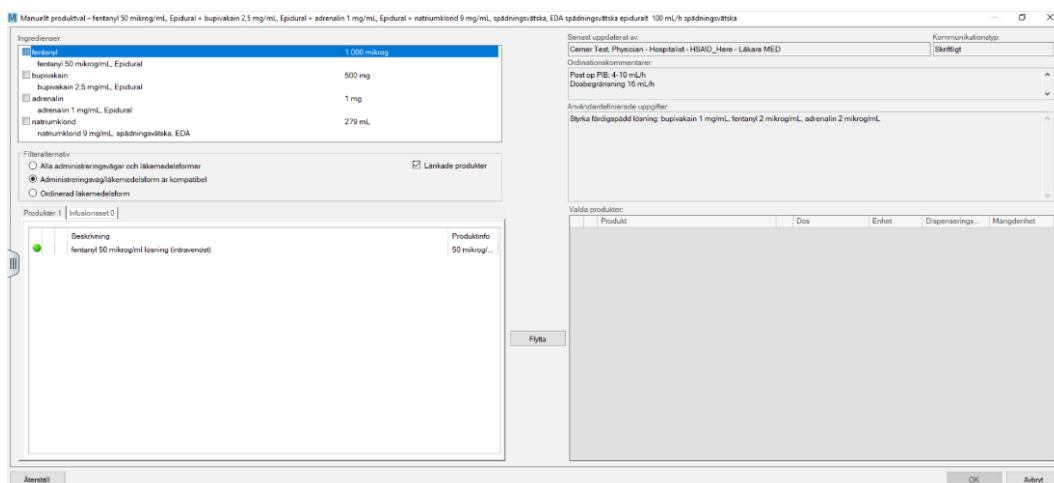 Manuellt produktval – fentanyl 50 mikrog/mL, Epidural + bupivakain 2,5 mg/mL, Epidural + adrenalin 1 mg/mL, Epidural + natriumklorid 9 mg/mL, spädningsvätska, EDA spädningsvätska epiduralt 100 mL/h spädningsvätska
Ingredienser:
fentanyl 1 000 mikrog
fentanyl 50 mikrog/mL, Epidural
bupivakain 500 mg
bupivakain 2,5 mg/mL, Epidural
adrenalin 1 mg
adrenalin 1 mg/mL, Epidural
natriumklorid 279 mL
natriumklorid 9 mg/mL, spädningsvätska, EDA
Filteralternativ
Alla administreringsvägar och läkemedelsformer
Länkade produkter
Administreringsväg/läkemedelsform är kompatibel
Ordinerad läkemedelsform
Produkter 1 Infusionsset 0
Beskrivning Produktinfo
fentanyl 50 mikrog/ml lösning (intravenöst) 50 mikrog/...
Flytta
Senast uppdaterat av: Kommunikationstyp:
Cerner Test, Physician - Hospitalist - HSAID_Here - Läkare MED Skriftligt
Ordinationskommentarer:
Post op PIB: 4-10 mL/h
Dosbegränsning 16 mL/h
Användardefinierade uppgifter:
Styrka färdigspädd lösning: bupivakain 1 mg/mL, fentanyl 2 mikrog/mL, adrenalin 2 mikrog/mL
Valda produkter:
Produkt Dos Enhet Dispenserings... Mängdenhet
Återställ OK Avbryt